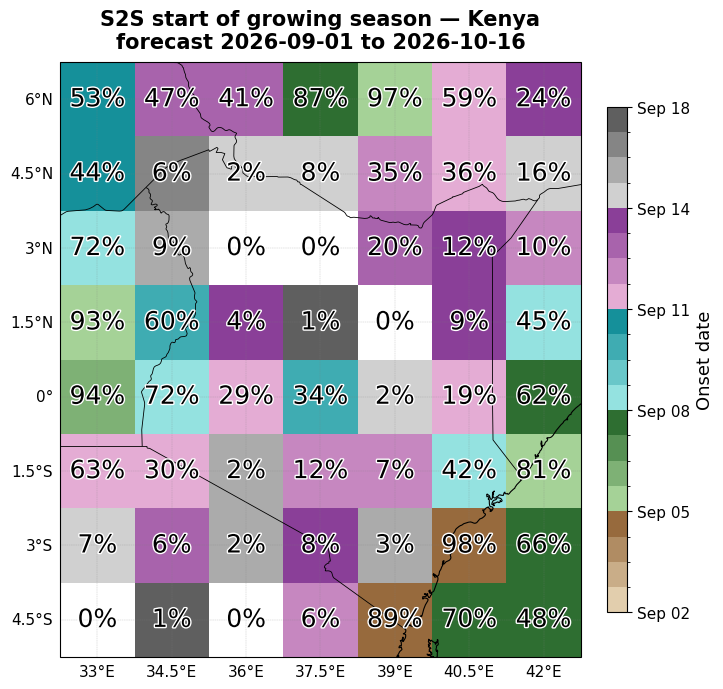 S2S start of growing season — Kenya
forecast 2026-09-01 to 2026-10-16
6°N
53% 47% 41% 87% 97% 59% 24%
4.5°N
44% 6% 2% 8% 35% 36% 16%
3°N
72% 9% 0% 0% 20% 12% 10%
1.5°N
93% 60% 4% 1% 0% 9% 45%
0°
94% 72% 29% 34% 2% 19% 62%
1.5°S
63% 30% 2% 12% 7% 42% 81%
3°S
7% 6% 2% 8% 3% 98% 66%
4.5°S
0% 1% 0% 6% 89% 70% 48%
33°E 34.5°E 36°E 37.5°E 39°E 40.5°E 42°E
Sep 18
Sep 14
Sep 11
Sep 08
Sep 05
Sep 02
Onset date